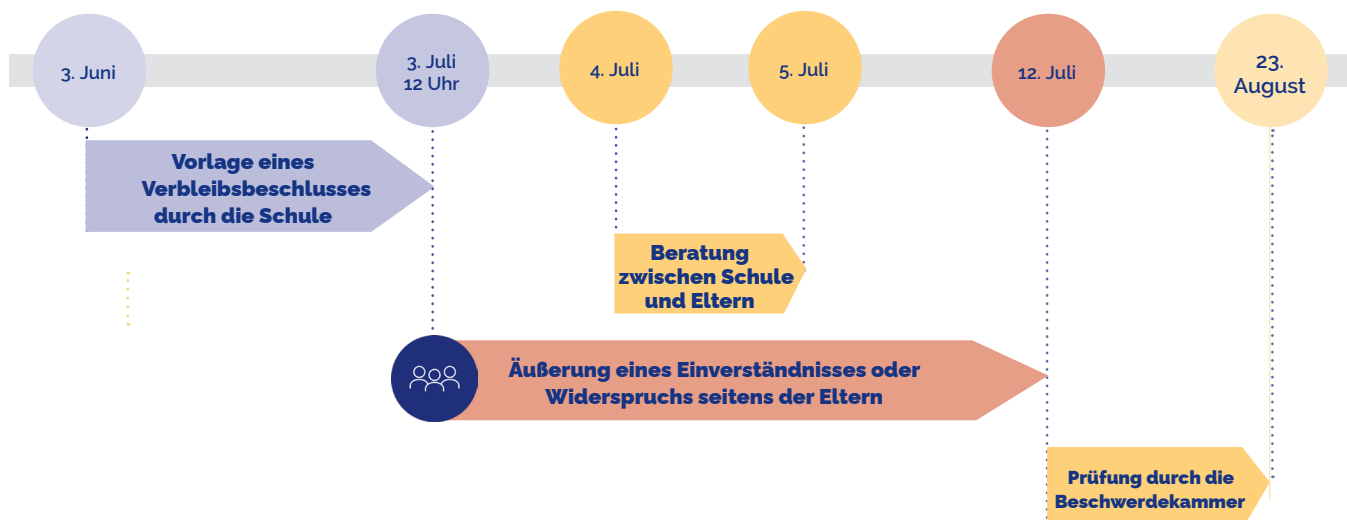 3. Juni
3. Juli
12 Uhr
4. Juli
5. Juli
12. Juli
23.
August
Vorlage eines
Verbleibsbeschlusses
durch die Schule
Beratung
zwischen Schule
und Eltern
Äußerung eines Einverständnisses oder
Widerspruchs seitens der Eltern
Prüfung durch die
Beschwerdekammer